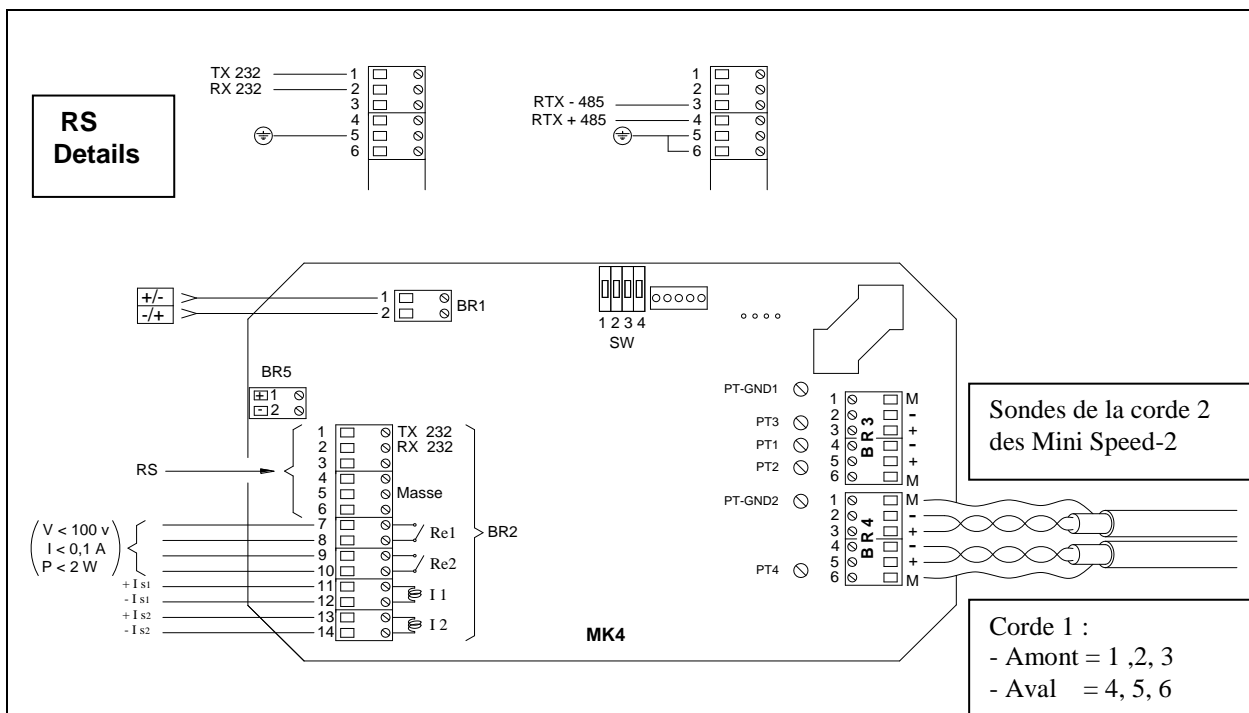 RS
Details
TX 232 1
RX 232 2
3
4
5
6
1
2
RTX - 485 3
RTX + 485 4
5
6
+/- 1
-/+ 2
BR1
1 2 3 4
SW
BR5
+ 1
- 2
1 TX 232
2 RX 232
3
RS
4
5 Masse
6
(V < 100 v
I < 0,1 A
P < 2 W)
7
8 Re1
9
10 Re2
+ I s1 11
- I s1 12 I 1
+ I s2 13
- I s2 14 I 2
BR2
MK4
PT-GND1
PT3
PT1
PT2
PT-GND2
PT4
BR3
1 M
2 -
3 +
4 -
5 +
6 M
BR4
1 M
2 -
3 +
4 -
5 +
6 M
Sondes de la corde 2
des Mini Speed-2
Corde 1 :
- Amont = 1 ,2, 3
- Aval = 4, 5, 6